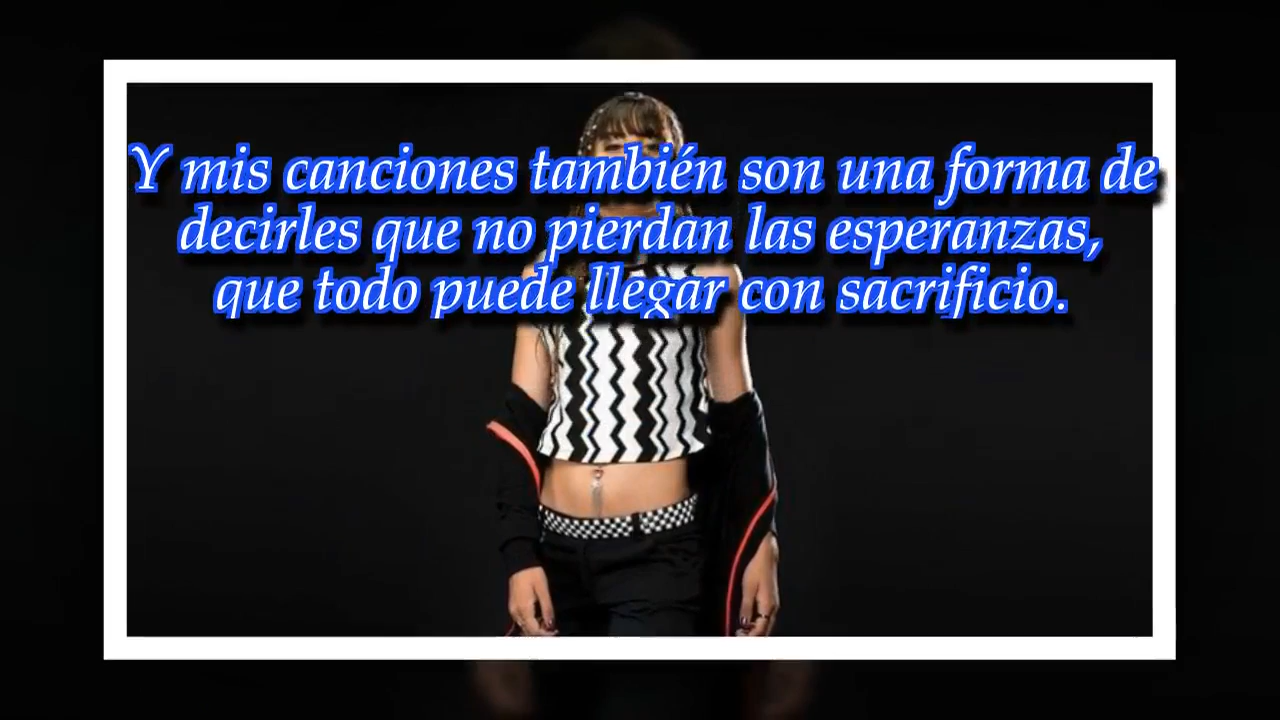 Y mis canciones también son una forma de
decirles que no pierdan las esperanzas,
que todo puede llegar con sacrificio.